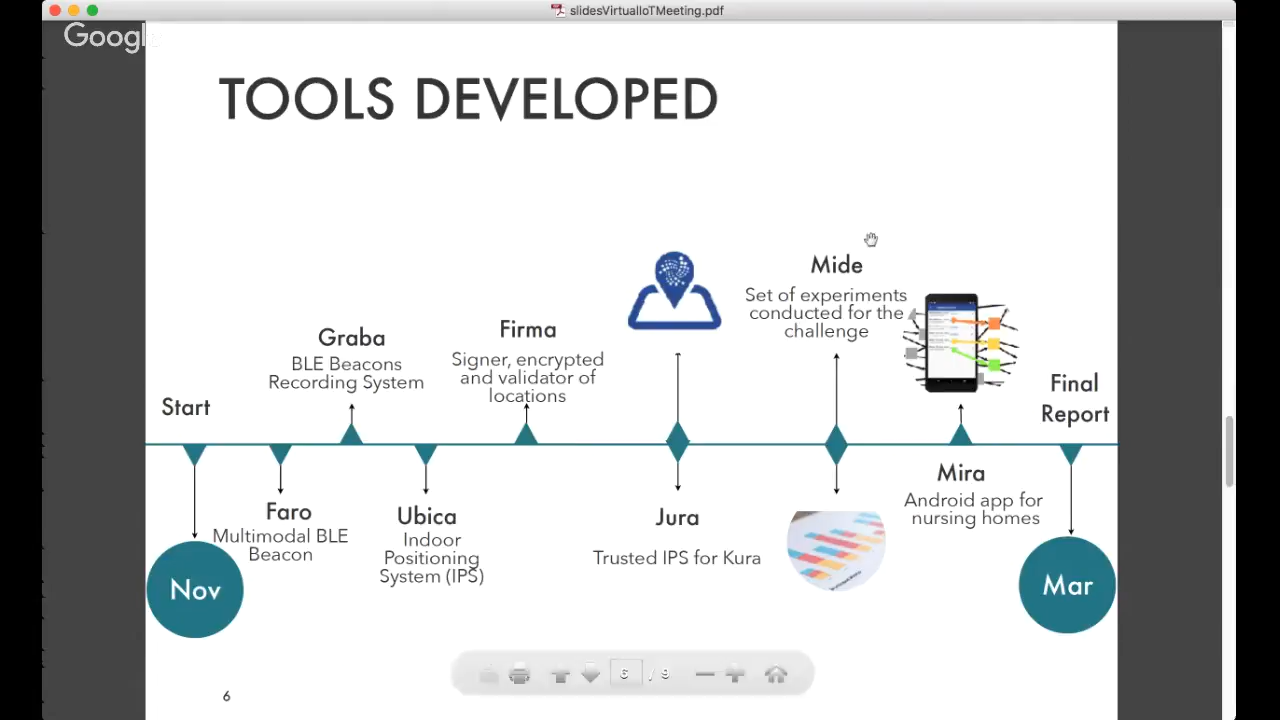 slidesVirtualIoTMeeting.pdf
Google
TOOLS DEVELOPED
Start
Nov
Faro
Multimodal BLE
Beacon
Graba
BLE Beacons
Recording System
Ubica
Indoor
Positioning
System (IPS)
Firma
Signer, encrypted
and validator of
locations
Jura
Trusted IPS for Kura
Mide
Set of experiments
conducted for the
challenge
Mira
Android app for
nursing homes
Final
Report
Mar
6 / 9
6